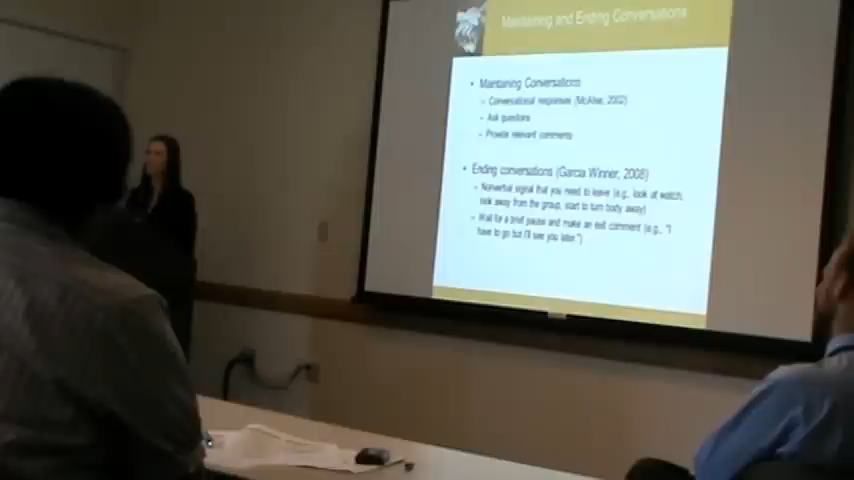 Maintaining and Ending Conversations
• Maintaining Conversations
– Conversational responses (McAfee, 2002)
– Ask questions
– Provide relevant comments
• Ending conversations (Garcia Winner, 2008)
– Nonverbal signal that you need to leave (e.g., look at watch,
look away from the group, start to turn body away)
– Wait for a brief pause and make an exit comment (e.g., "I
have to go but I'll see you later.")